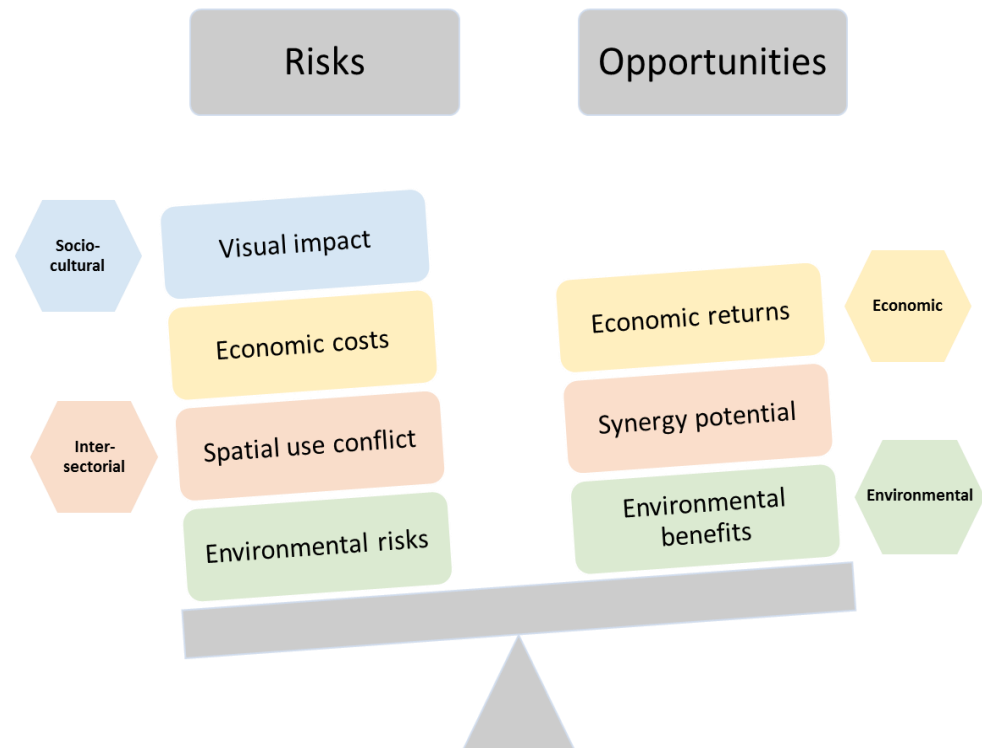 Risks
Opportunities
Socio-
cultural
Visual impact
Economic costs
Economic returns
Economic
Inter-
sectorial
Spatial use conflict
Synergy potential
Environmental risks
Environmental
benefits
Environmental